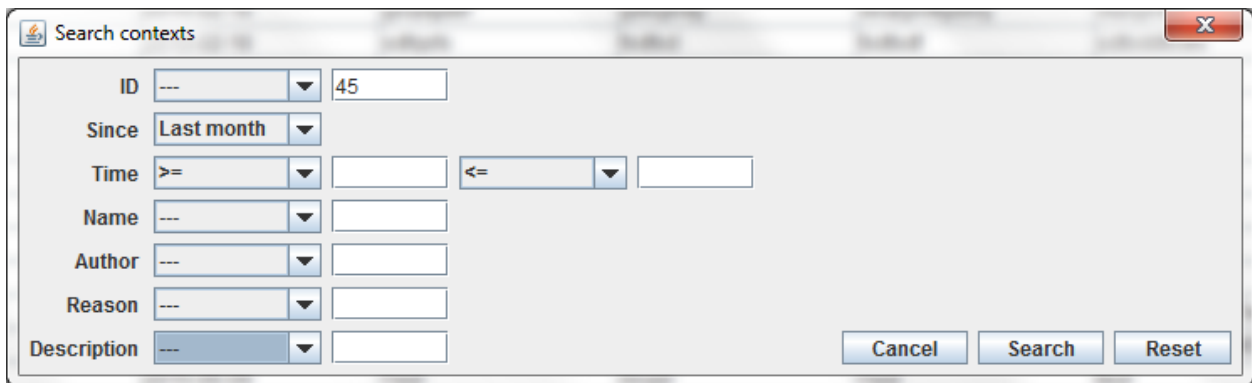 Search contexts
ID --- 45
Since Last month
Time >= <=
Name ---
Author ---
Reason ---
Description --- Cancel Search Reset